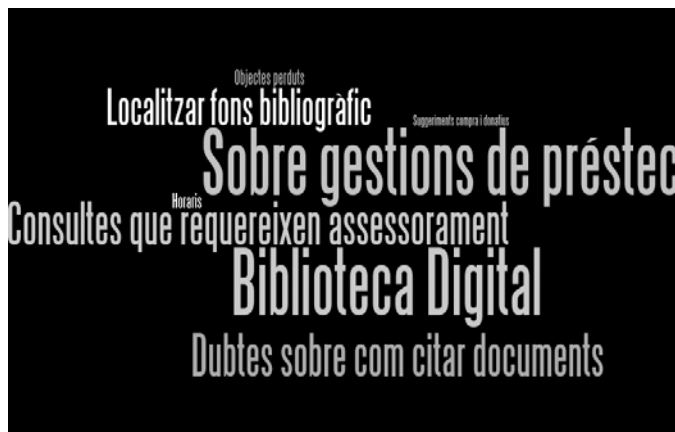 Objectes perduts
Localitzar fons bibliogràfic
Suggeriments compra i donatius
Sobre gestions de préstec
Horaris
Consultes que requereixen assessorament
Biblioteca Digital
Dubtes sobre com citar documents